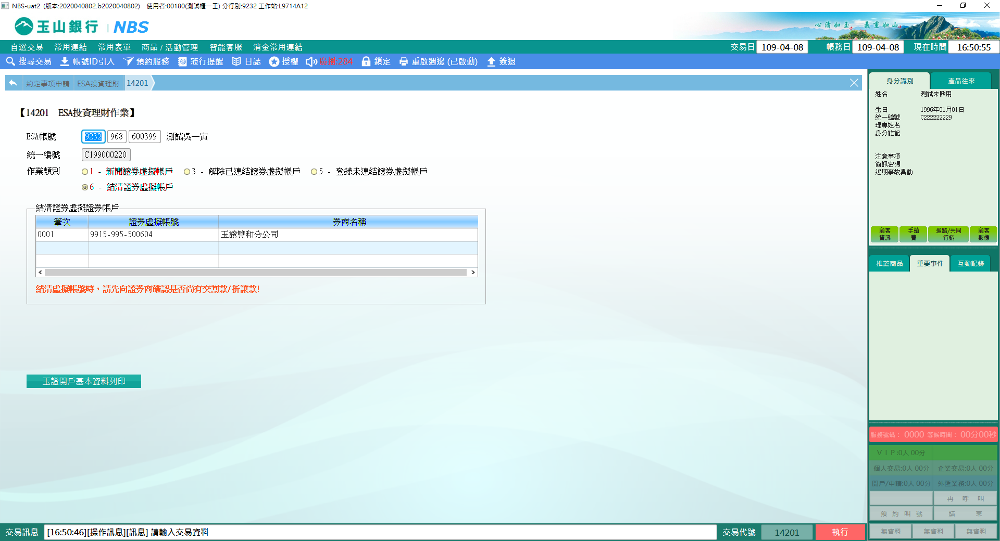 NBS-uat2 (版本:2020040802.b2020040802) 使用者:00180(測試櫃一王) 分行別:9232 工作站:L9714A12
玉山銀行 | NBS
心清如玉。義重如山。
自選交易 常用連結 常用表單 商品 / 活動管理 智能客服 消金常用連結 交易日 109-04-08 帳務日 109-04-08 現在時間 16:50:55
搜尋交易 帳號ID引入 預約服務 蒞行提醒 日誌 授權 廣播:284 鎖定 重啟週邊 (已啟動) 簽退
約定事項申請 ESA投資理財 14201
【14201 ESA投資理財作業】
ESA帳號 9232 968 600399 測試吳一寅
統一編號 C199000220
作業類別 1 - 新開證券虛擬帳戶 3 - 解除已連結證券虛擬帳戶 5 - 登錄未連結證券虛擬帳戶
6 - 結清證券虛擬帳戶
結清證券虛擬證券帳戶
筆次 證券虛擬帳號 券商名稱
0001 9915-995-500604 玉證雙和分公司
結清虛擬帳號時，請先向證券商確認是否尚有交割款/折讓款!
玉證開戶基本資料列印
身分識別 產品往來
姓名 測試未啟用
生日 1996年01月01日
統一編號 C222222229
理專姓名
身分註記
注意事項
簡訊密碼
近期事故異動
顧客資訊 手續費 通路/共同行銷 顧客影像
推薦商品 重要事件 互動記錄
服務號碼： 0000 等候時間： 00分00秒
ＶＩＰ:0人 00分
個人交易:0人 00分 企業交易:0人 00分
開戶/申請:0人 00分 外匯業務:0人 00分
再 呼 叫
預 約 叫 號 結 束
無資料 無資料 無資料
交易訊息 [16:50:46][操作訊息][訊息] 請輸入交易資料 交易代號 14201 執行